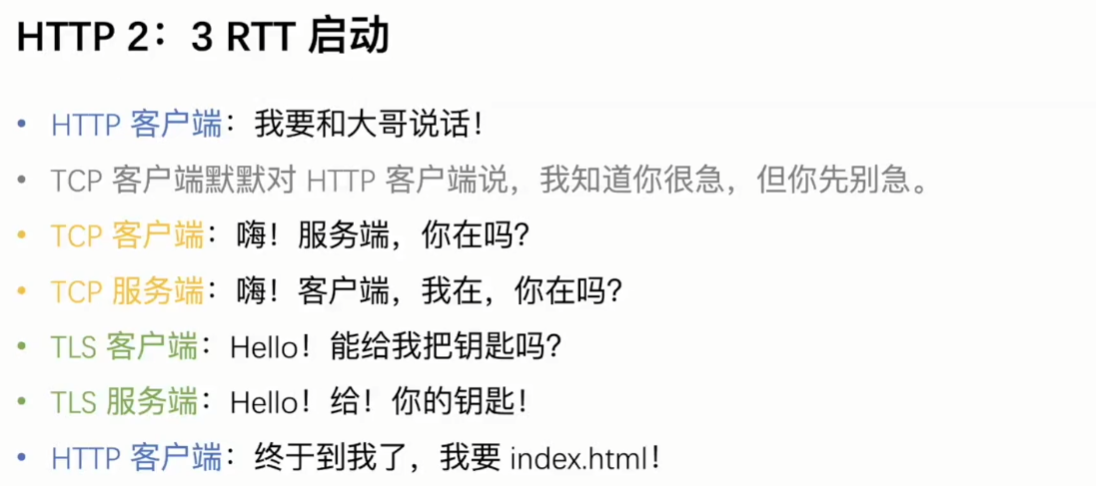 HTTP 2：3 RTT 启动
• HTTP 客户端：我要和大哥说话！
• TCP 客户端默默对 HTTP 客户端说，我知道你很急，但你先别急。
• TCP 客户端：嗨！服务端，你在吗？
• TCP 服务端：嗨！客户端，我在，你在吗？
• TLS 客户端：Hello！能给我把钥匙吗？
• TLS 服务端：Hello！给！你的钥匙！
• HTTP 客户端：终于到我了，我要 index.html！